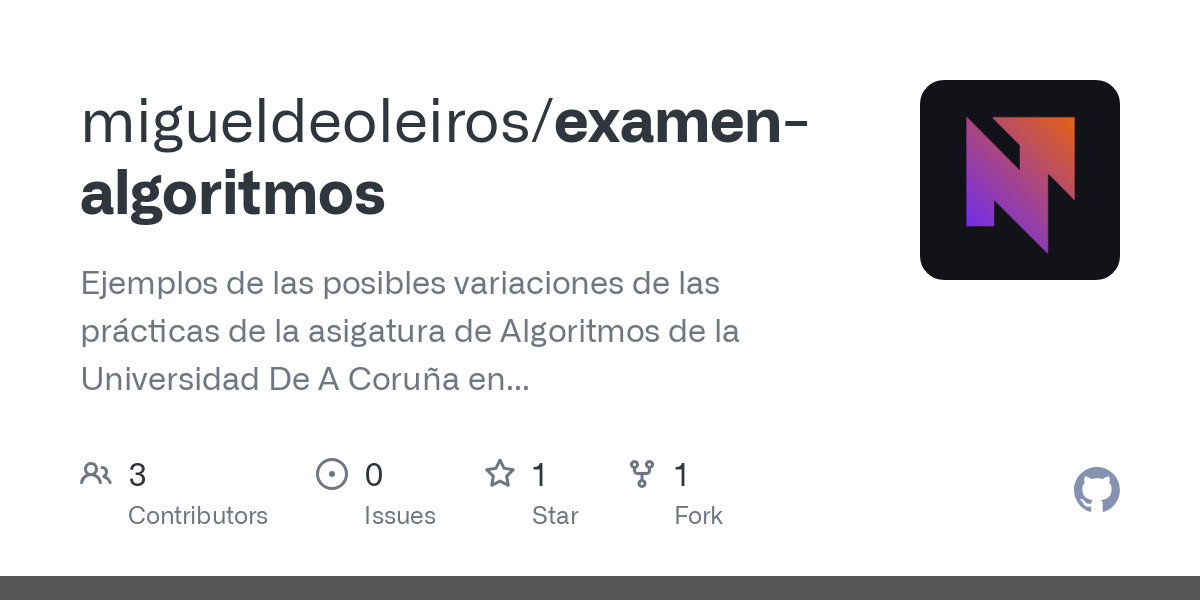 migueldeoleiros/examen-
algoritmos
Ejemplos de las posibles variaciones de las
prácticas de la asigatura de Algoritmos de la
Universidad De A Coruña en...
3 0 1 1
Contributors Issues Star Fork